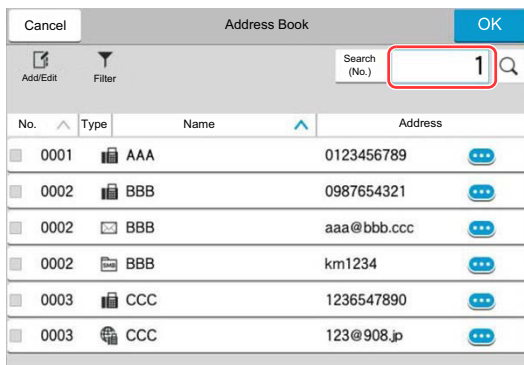 Cancel Address Book OK
Add/Edit Filter Search (No.) 1
No. Type Name Address
0001 AAA 0123456789
0002 BBB 0987654321
0002 BBB aaa@bbb.ccc
0002 SMB BBB km1234
0003 CCC 1236547890
0003 CCC 123@908.jp